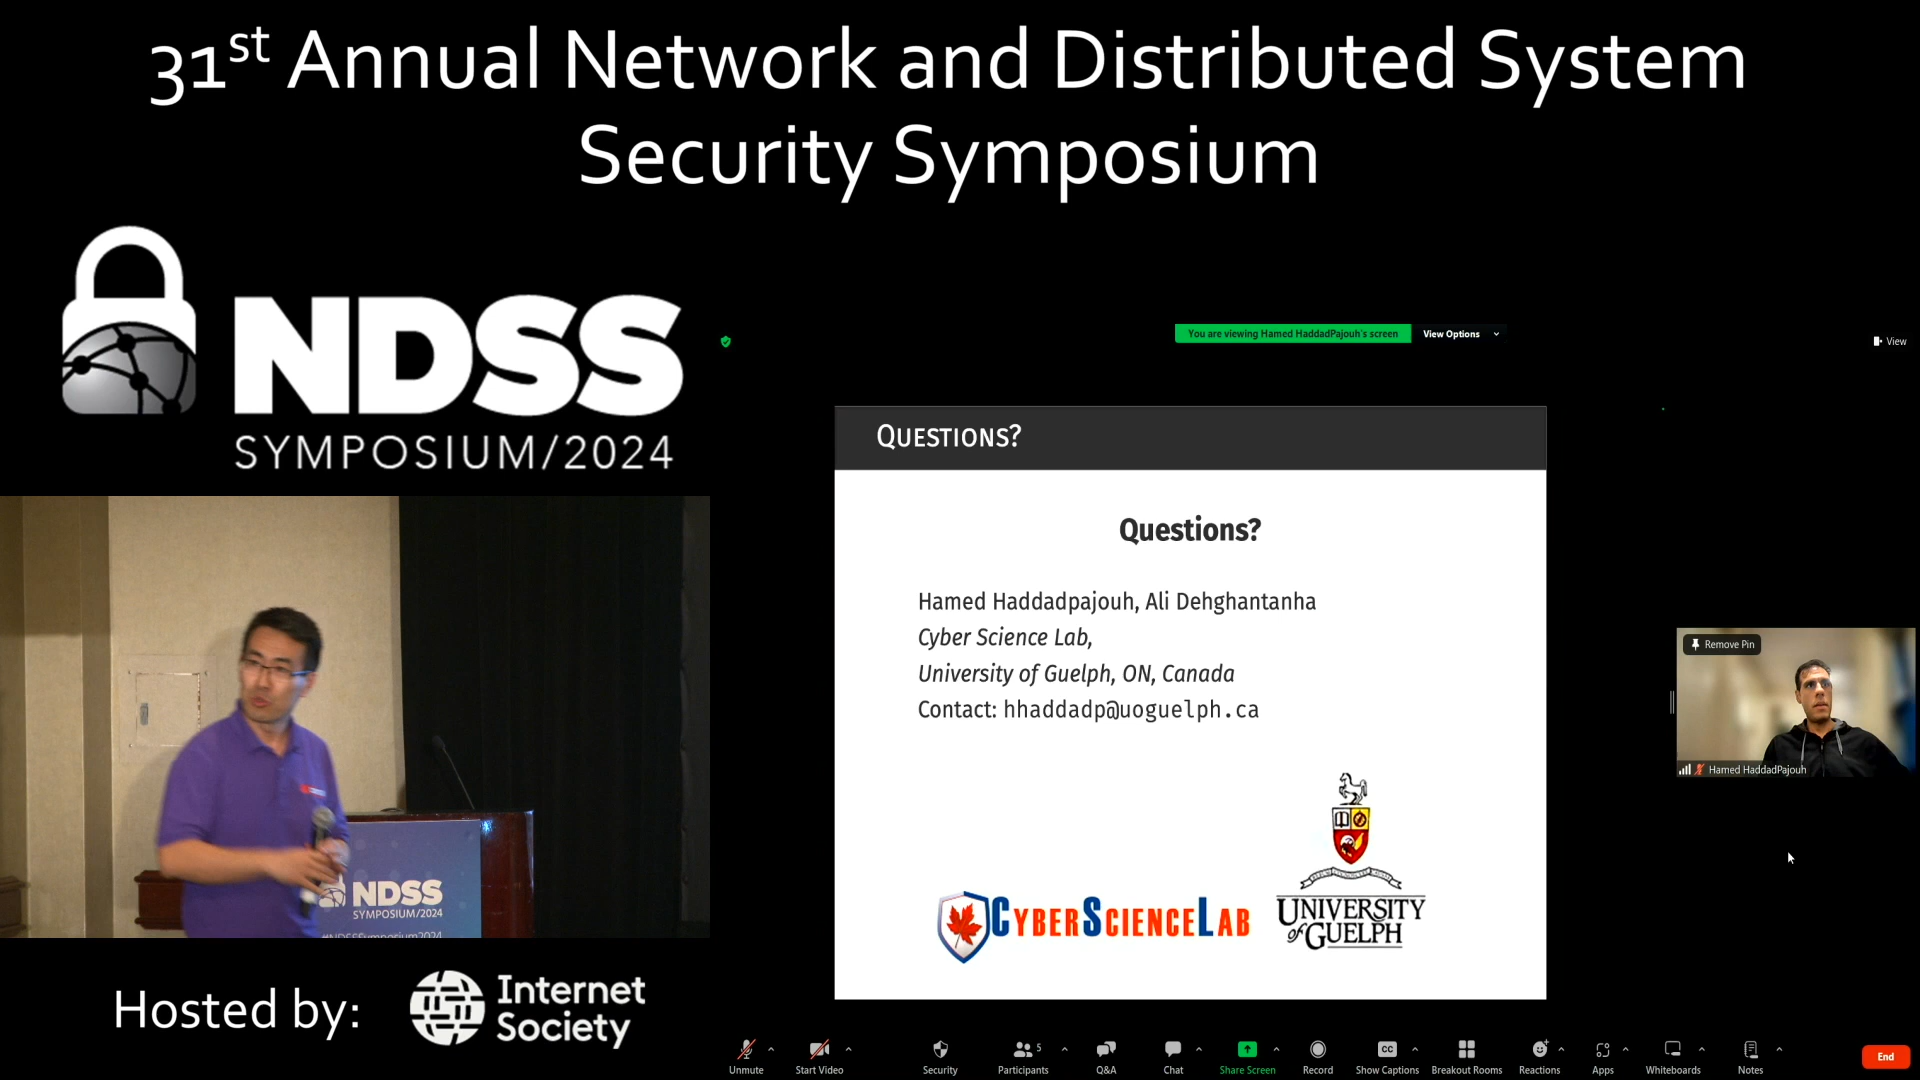 31st Annual Network and Distributed System
Security Symposium
NDSS
SYMPOSIUM/2024
You are viewing Hamed HaddadPajouh's screen
View Options
View
QUESTIONS?
Questions?
Hamed Haddadpajouh, Ali Dehghantanha
Cyber Science Lab,
University of Guelph, ON, Canada
Contact: hhaddadp@uoguelph.ca
CYBERSCIENCELAB
UNIVERSITY
of GUELPH
Remove Pin
Hamed HaddadPajouh
NDSS
SYMPOSIUM/2024
#NDSSSymposium2024
Hosted by:
Internet
Society
Unmute
Start Video
Security
Participants
5
Q&A
Chat
Share Screen
Record
CC
Show Captions
Breakout Rooms
Reactions
Apps
Whiteboards
Notes
End